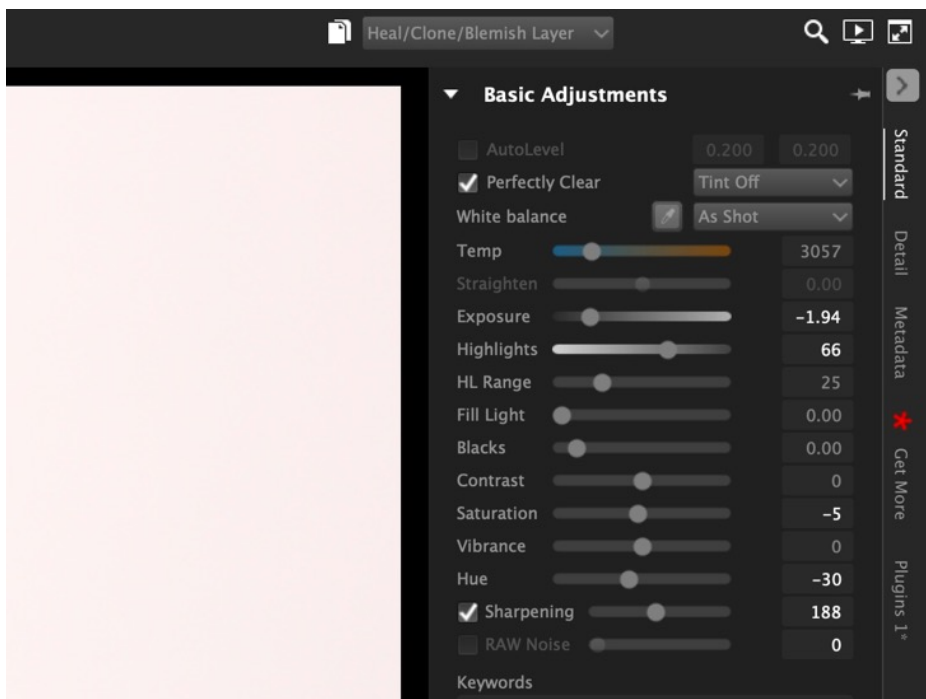 Heal/Clone/Blemish Layer
Basic Adjustments
AutoLevel 0.200 0.200
Perfectly Clear Tint Off
White balance As Shot
Temp 3057
Straighten 0.00
Exposure -1.94
Highlights 66
HL Range 25
Fill Light 0.00
Blacks 0.00
Contrast 0
Saturation -5
Vibrance 0
Hue -30
Sharpening 188
RAW Noise 0
Keywords
Standard
Detail
Metadata
Get More
Plugins 1*